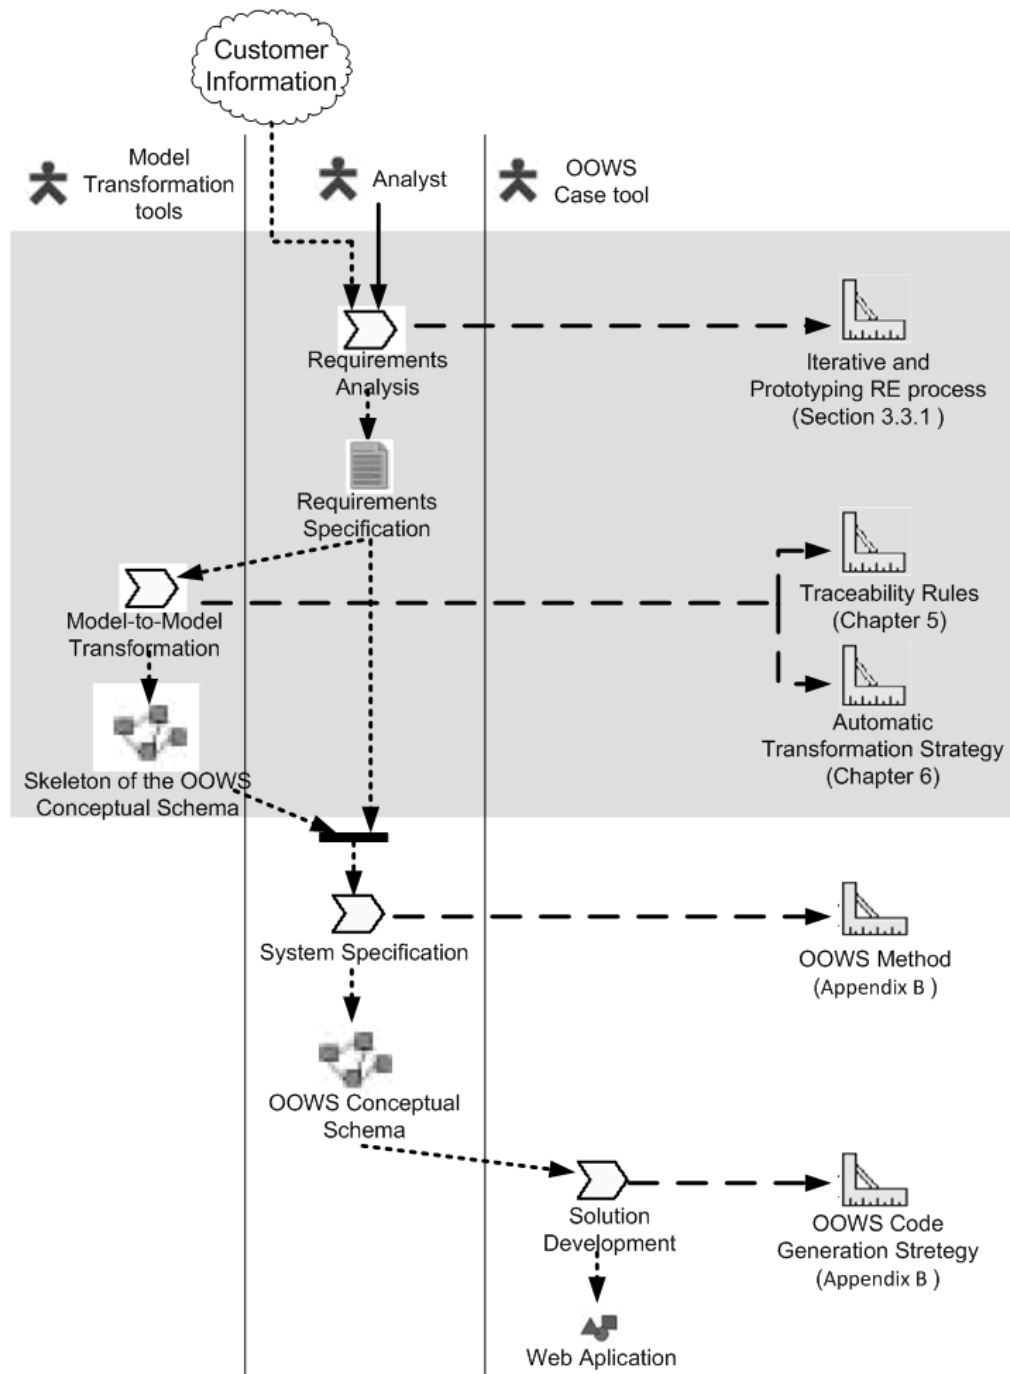 Customer
Information
Model
Transformation
tools
Analyst
OOWS
Case tool
Requirements
Analysis
Iterative and
Prototyping RE process
(Section 3.3.1 )
Requirements
Specification
Model-to-Model
Transformation
Traceability Rules
(Chapter 5)
Automatic
Transformation Strategy
(Chapter 6)
Skeleton of the OOWS
Conceptual Schema
System Specification
OOWS Method
(Appendix B )
OOWS Conceptual
Schema
Solution
Development
OOWS Code
Generation Stretegy
(Appendix B )
Web Aplication